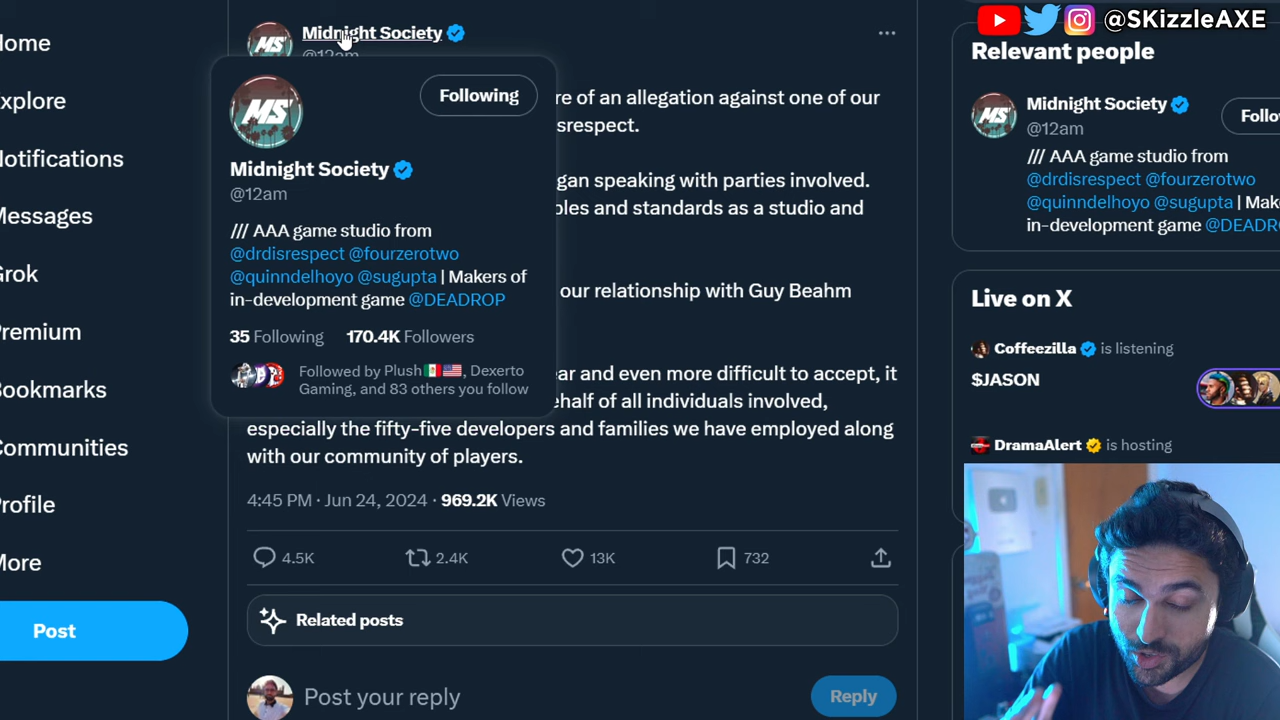 @SKizzleAXE
Home
Explore
Notifications
Messages
Grok
Premium
Bookmarks
Communities
Profile
More
Post
MS
Midnight Society
@12am
re of an allegation against one of our
srespect.
gan speaking with parties involved.
ples and standards as a studio and
our relationship with Guy Beahm
ear and even more difficult to accept, it
ehalf of all individuals involved,
especially the fifty-five developers and families we have employed along
with our community of players.
4:45 PM · Jun 24, 2024 · 969.2K Views
4.5K 2.4K 13K 732
Related posts
Post your reply Reply
MS
Following
Midnight Society
@12am
/// AAA game studio from
@drdisrespect @fourzerotwo
@quinndelhoyo @sugupta | Makers of
in-development game @DEADROP
35 Following 170.4K Followers
Followed by Plush🇲🇽🇺🇸, Dexerto
Gaming, and 83 others you follow
Relevant people
MS
Midnight Society
@12am
Follo
/// AAA game studio from
@drdisrespect @fourzerotwo
@quinndelhoyo @sugupta | Make
in-development game @DEADRO
Live on X
Coffeezilla is listening
$JASON
DramaAlert is hosting